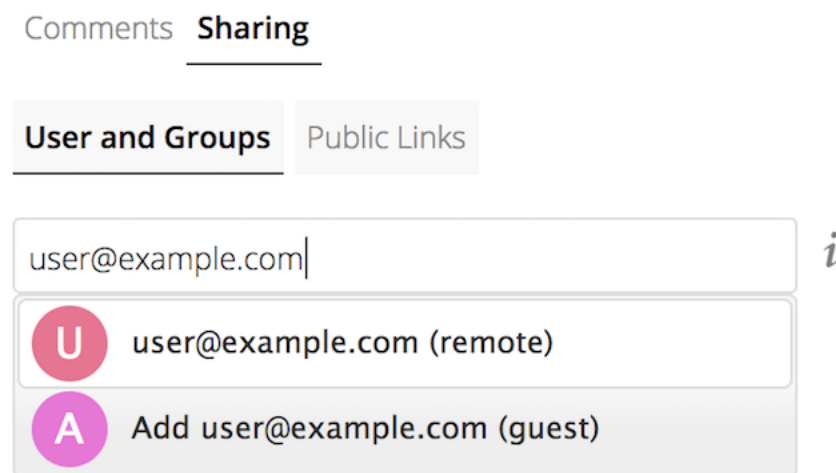 Comments Sharing
User and Groups Public Links
user@example.com
i
U user@example.com (remote)
A Add user@example.com (guest)